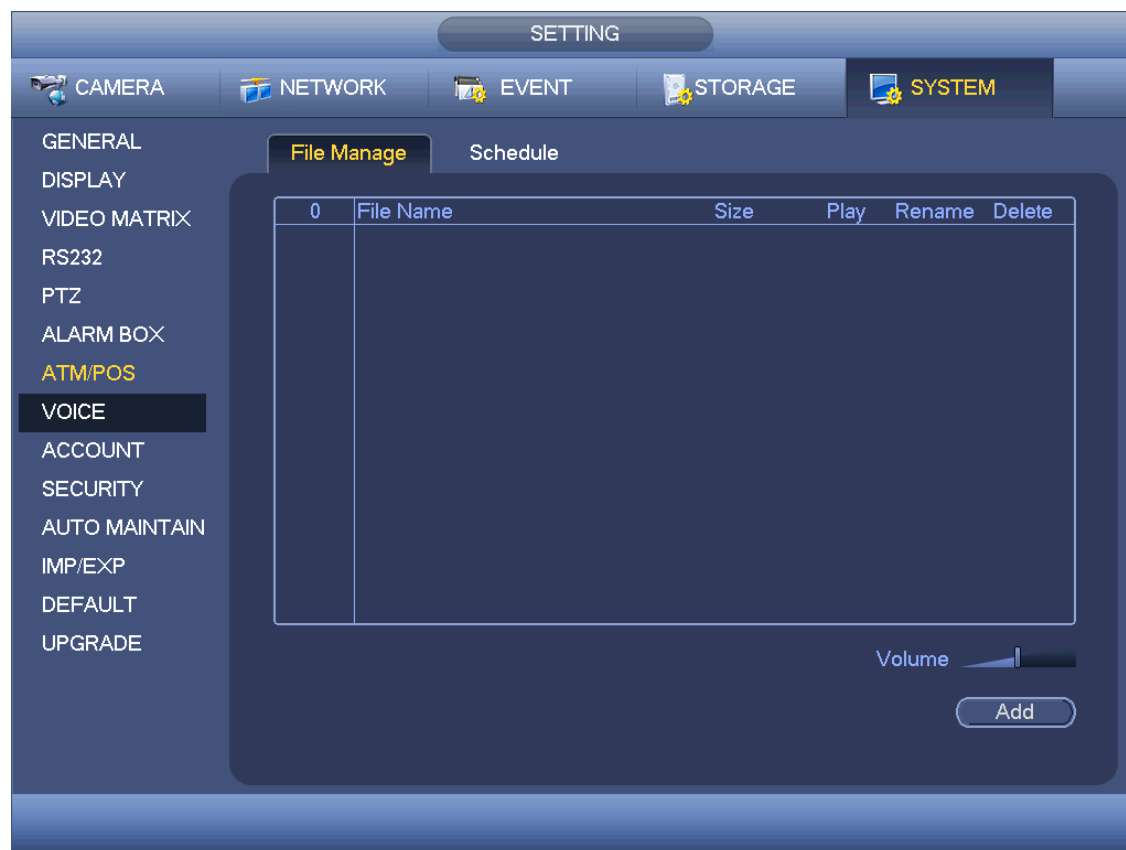 SETTING
CAMERA NETWORK EVENT STORAGE SYSTEM
GENERAL
DISPLAY
VIDEO MATRIX
RS232
PTZ
ALARM BOX
ATM/POS
VOICE
ACCOUNT
SECURITY
AUTO MAINTAIN
IMP/EXP
DEFAULT
UPGRADE
File Manage Schedule
0 File Name Size Play Rename Delete
Volume
Add